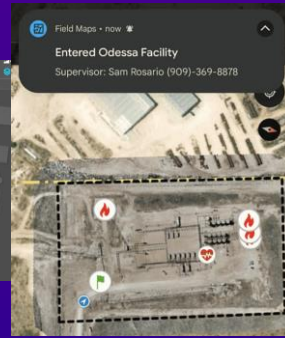 Field Maps • now
Entered Odessa Facility
Supervisor: Sam Rosario (909)-369-8878